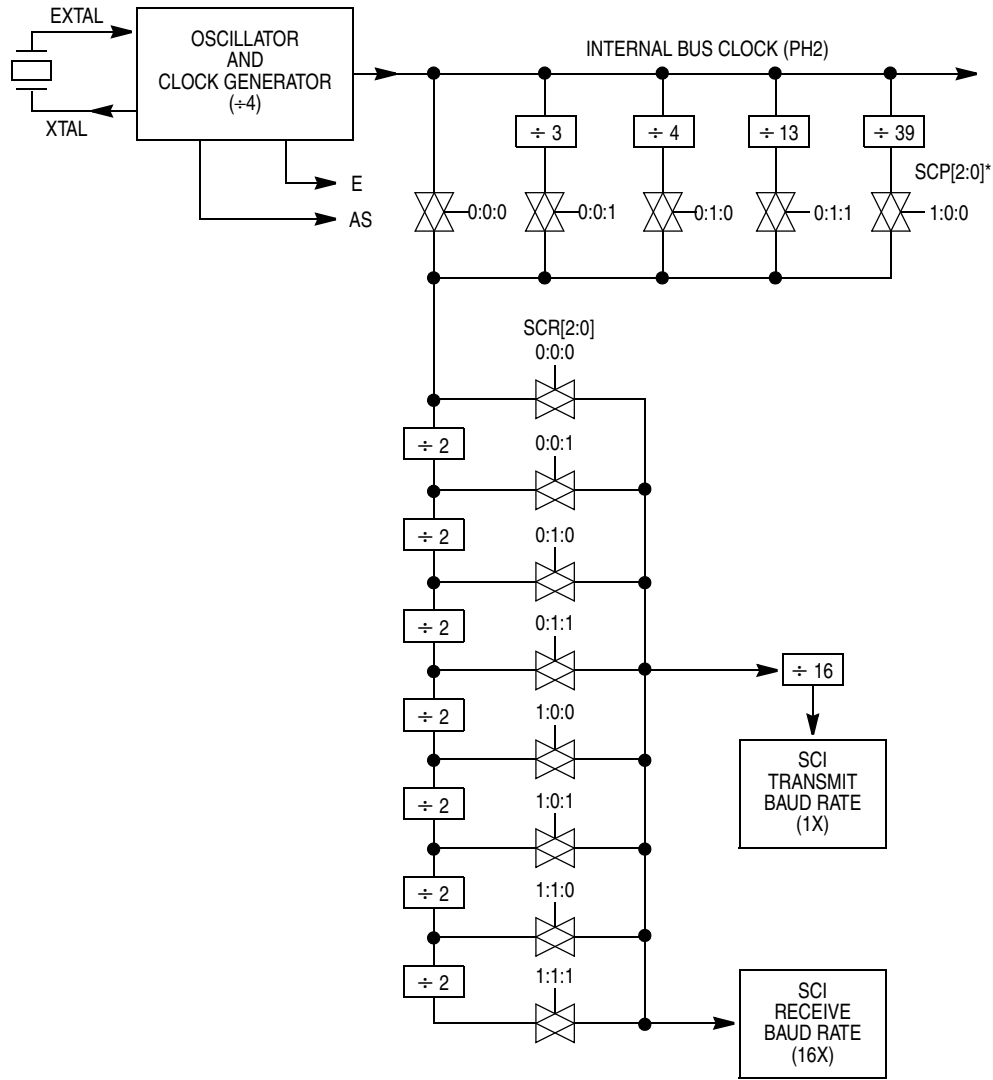 EXTAL
OSCILLATOR
AND
CLOCK GENERATOR
(÷4)
XTAL
E
AS
INTERNAL BUS CLOCK (PH2)
÷ 3
÷ 4
÷ 13
÷ 39
SCP[2:0]*
0:0:0
0:0:1
0:1:0
0:1:1
1:0:0
SCR[2:0]
0:0:0
÷ 2
0:0:1
÷ 2
0:1:0
÷ 2
0:1:1
÷ 16
÷ 2
1:0:0
SCI
TRANSMIT
BAUD RATE
(1X)
÷ 2
1:0:1
÷ 2
1:1:0
÷ 2
1:1:1
SCI
RECEIVE
BAUD RATE
(16X)